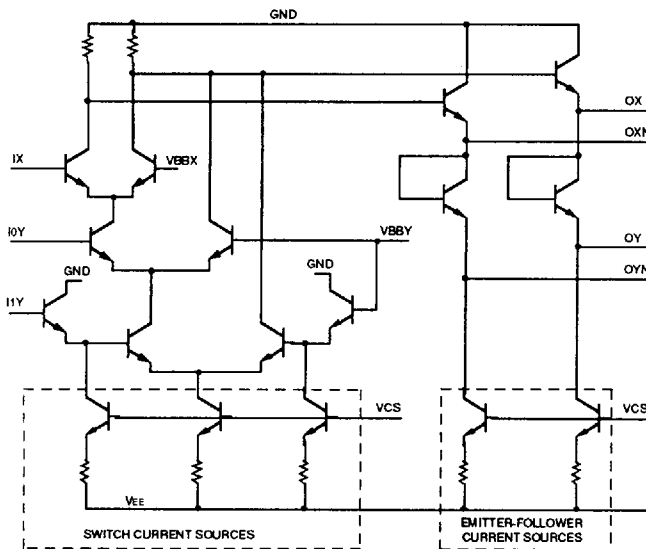 GND
OX
OXN
IX
VBBX
I0Y
VBBY
OY
GND
GND
OYN
I1Y
VCS
VCS
VEE
SWITCH CURRENT SOURCES
EMITTER-FOLLOWER
CURRENT SOURCES